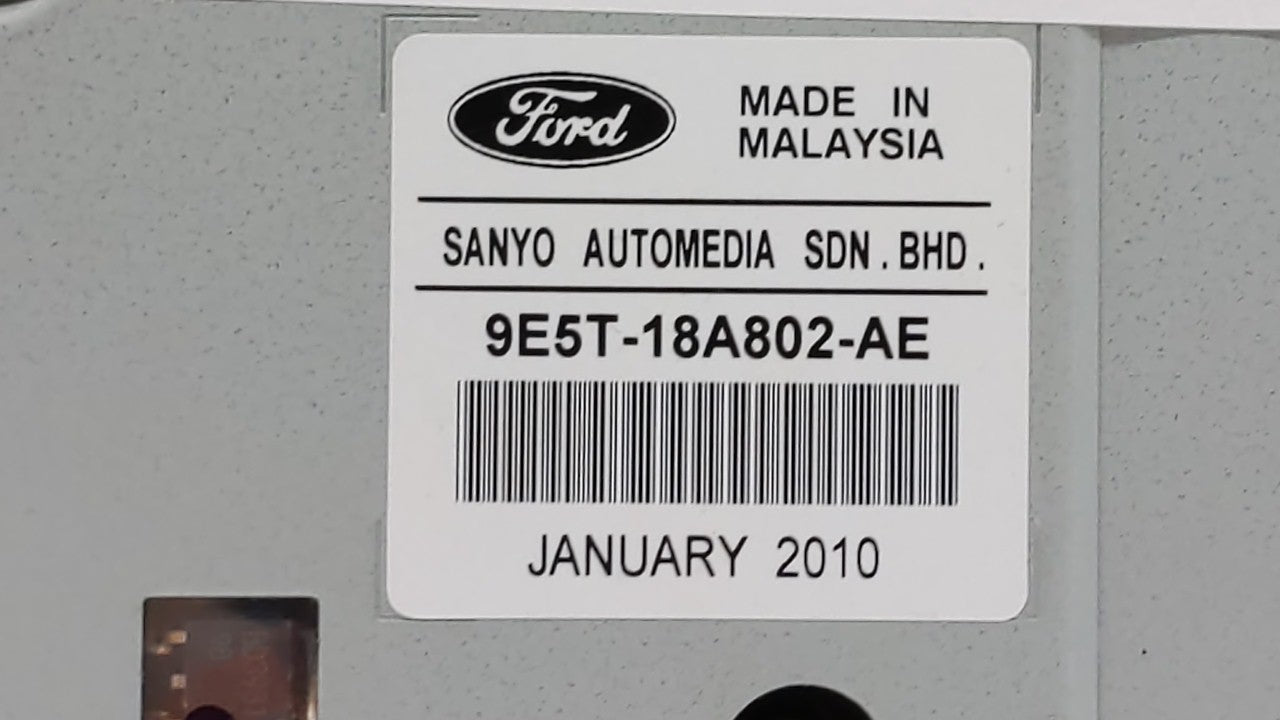 Ford
MADE IN
MALAYSIA
SANYO AUTOMEDIA SDN.BHD.
9E5T-18A802-AE
JANUARY 2010